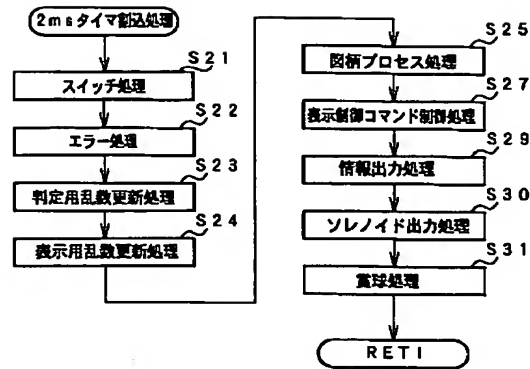 2msタイマ割込処理
S21
スイッチ処理
S22
エラー処理
S23
判定用乱数更新処理
S24
表示用乱数更新処理
S25
図柄プロセス処理
S27
表示制御コマンド制御処理
S29
情報出力処理
S30
ソレノイド出力処理
S31
賞球処理
RETI